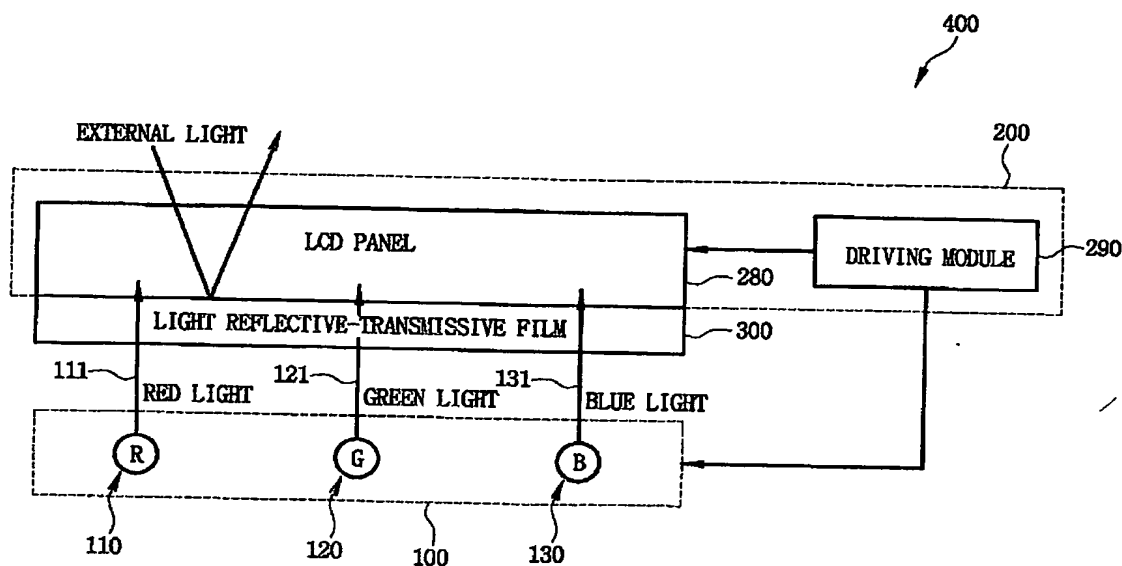 400
EXTERNAL LIGHT
200
LCD PANEL
DRIVING MODULE
290
280
LIGHT REFLECTIVE-TRANSMISSIVE FILM
300
111
121
131
RED LIGHT
GREEN LIGHT
BLUE LIGHT
R
G
B
110
120
100
130